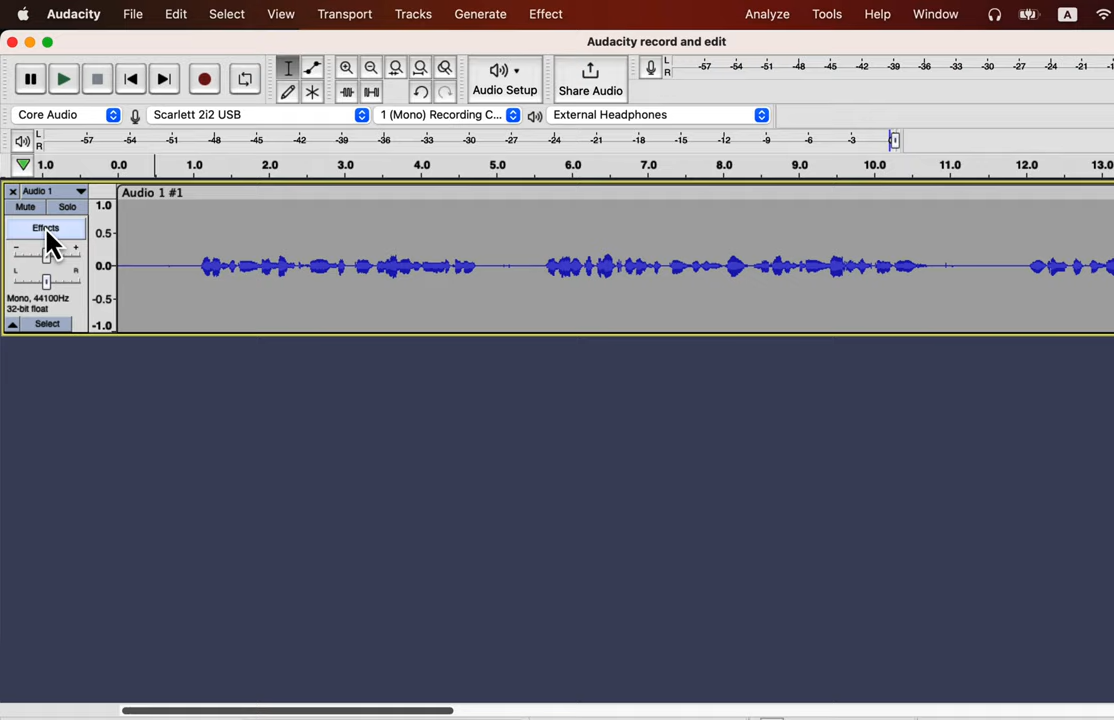 Audacity File Edit Select View Transport Tracks Generate Effect Analyze Tools Help Window A
Audacity record and edit
Audio Setup Share Audio L R -57 -54 -51 -48 -45 -42 -39 -36 -33 -30 -27 -24 -21 -1
Core Audio Scarlett 2i2 USB 1 (Mono) Recording C... External Headphones
L R -57 -54 -51 -48 -45 -42 -39 -36 -33 -30 -27 -24 -21 -18 -15 -12 -9 -6 -3 0
1.0 0.0 1.0 2.0 3.0 4.0 5.0 6.0 7.0 8.0 9.0 10.0 11.0 12.0 13.0
Audio 1 1.0 Audio 1 #1
Mute Solo
Effects 0.5
- +
L R 0.0
Mono, 44100Hz -0.5
32-bit float
Select -1.0